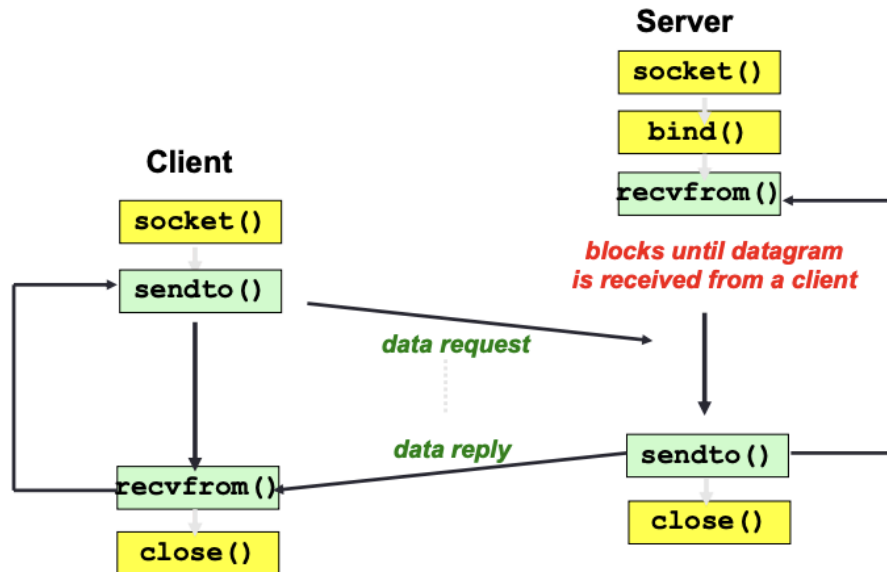 Server
socket()
bind()
recvfrom()
blocks until datagram
is received from a client
Client
socket()
sendto()
data request
data reply
recvfrom()
close()
sendto()
close()